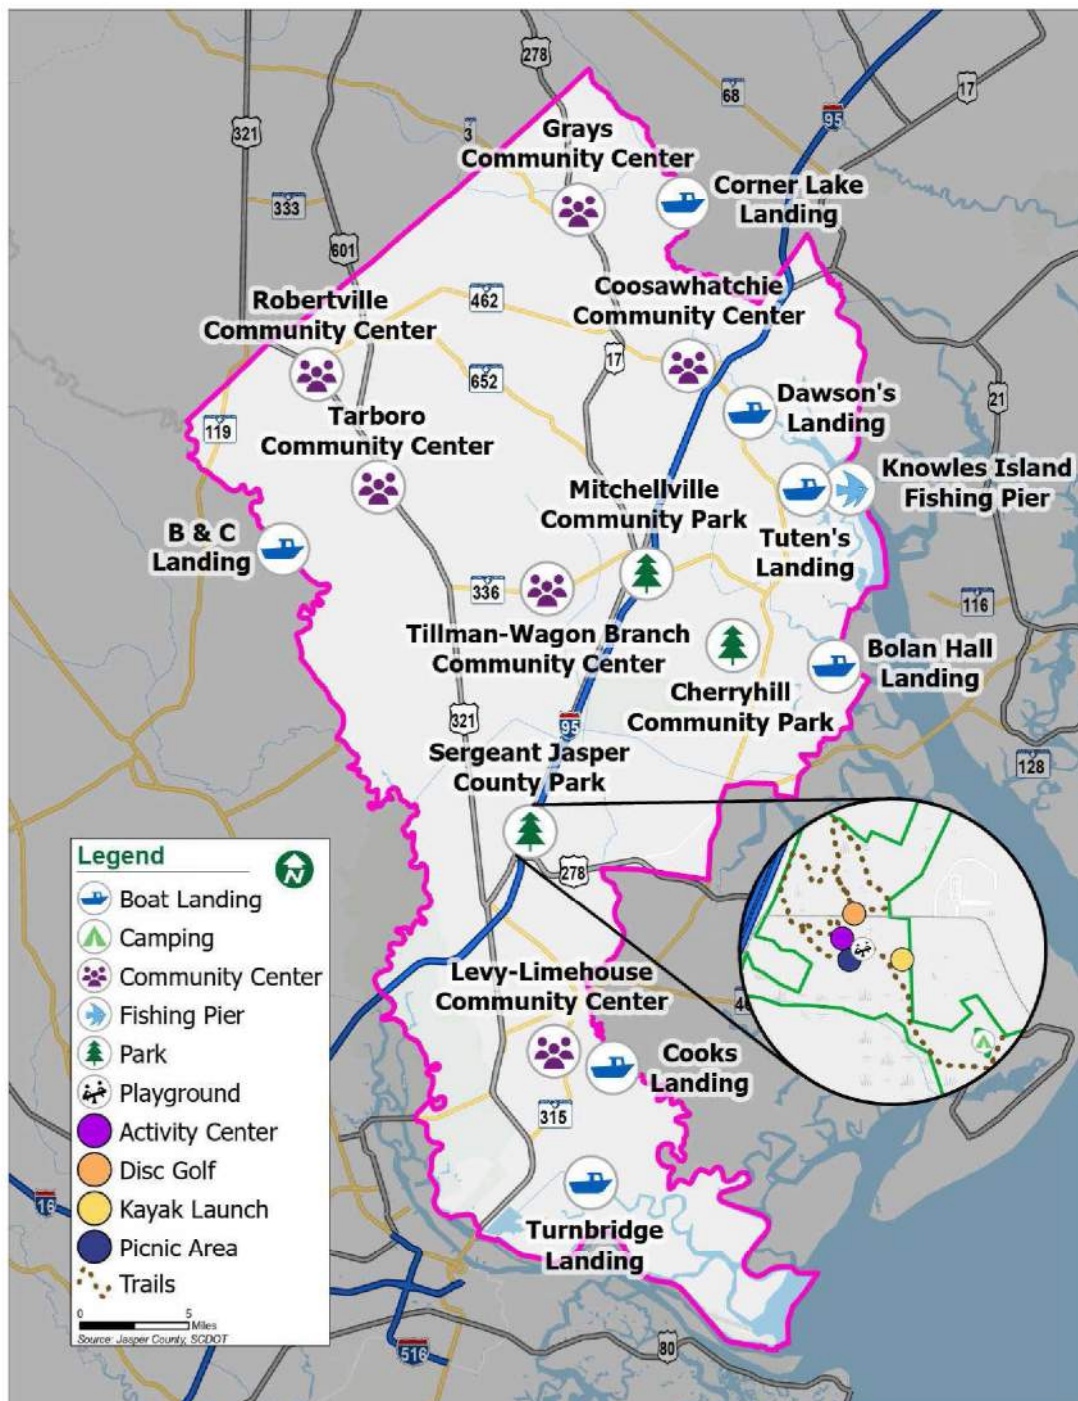 278
68
17
95
321
3
Grays
Community Center
Corner Lake
Landing
333
601
Coosawhatchie
Community Center
Robertville
Community Center
462
17
652
21
119
Tarboro
Community Center
Dawson's
Landing
Knowles Island
Fishing Pier
Mitchellville
Community Park
B & C
Landing
Tuten's
Landing
336
116
Tillman-Wagon Branch
Community Center
Bolan Hall
Landing
Cherryhill
Community Park
321
95
Sergeant Jasper
County Park
128
278
Levy-Limehouse
Community Center
46
Cooks
Landing
315
Turnbridge
Landing
16
516
80
Legend
N
Boat Landing
Camping
Community Center
Fishing Pier
Park
Playground
Activity Center
Disc Golf
Kayak Launch
Picnic Area
Trails
0 5
Miles
Source: Jasper County, SCDOT